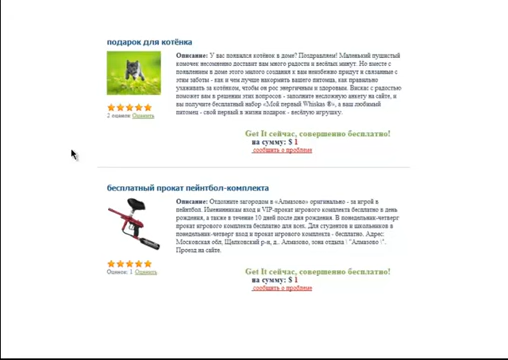 подарок для котёнка
Описание: У вас появился котёнок в доме? Поздравляем! Маленький пушистый
комочек несомненно доставит вам много радости и весёлых минут. Но вместе с
появлением в доме этого милого создания к вам неизбежно придут и связанные с
этим заботы - как и чем лучше накормить вашего питомца, как правильно
ухаживать за котёнком, чтобы он рос энергичным и здоровым. Вискас с радостью
поможет вам в решении этих вопросов - заполните несложную анкету на сайте, и
вы получите бесплатный набор «Мой первый Whiskas ®», а ваш любимый
питомец - свой первый в жизни подарок - весёлую игрушку.
2 оценки Оценить
Get It сейчас, совершенно бесплатно!
на сумму: $ 1
сообщить о проблеме
бесплатный прокат пейнтбол-комплекта
Описание: Отдохните загородом в «Алмазово» оригинально - за игрой в
пейнтбол. Именинникам вход и VIP-прокат игрового комплекта бесплатно в день
рождения, а также в течение 10 дней после дня рождения. В понедельник-четверг
прокат игрового комплекта бесплатно для всех. Для студентов и школьников в
понедельник-четверг вход и прокат игрового комплекта - бесплатно. Адрес:
Московская обл, Щелковский р-н, д.. Алмазово, зона отдыха \ "Алмазово \".
Проезд на сайте.
Оценок: 1 Оценить
Get It сейчас, совершенно бесплатно!
на сумму: $ 1
сообщить о проблеме